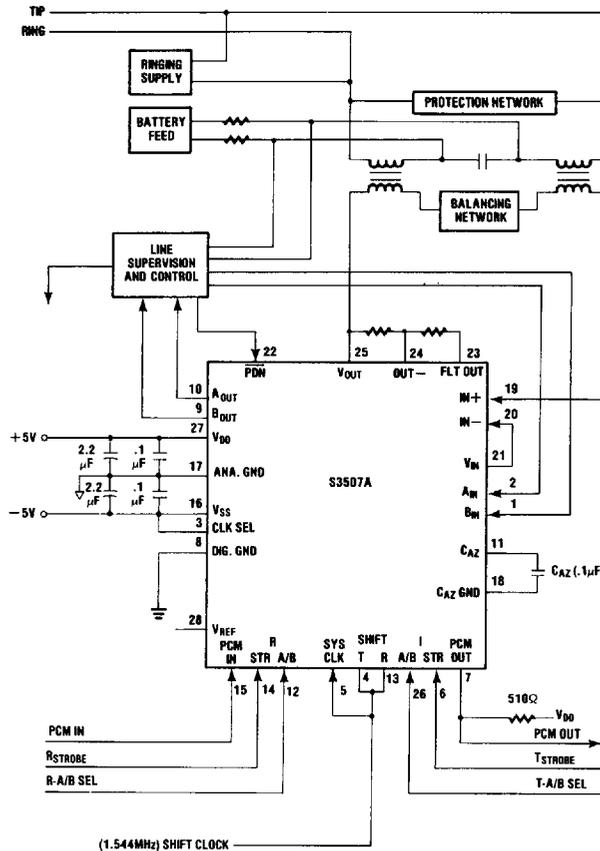 TIP
RING
RINGING
SUPPLY
PROTECTION NETWORK
BATTERY
FEED
BALANCING
NETWORK
LINE
SUPERVISION
AND CONTROL
22
25
24
23
PDN
VOUT
OUT–
FLT OUT
10
AOUT
9
BOUT
27
+5V
VDD
2.2
µF
.1
µF
17
ANA. GND
2.2
µF
.1
µF
16
–5V
VSS
3
CLK SEL
8
DIG. GND
28
VREF
S3507A
IN+
19
IN–
20
VIN
21
AIN
2
BIN
1
CAZ
11
CAZ (.1µF
CAZ GND
18
PCM
IN
R
STR A/B
SYS
CLK
SHIFT
T R
I
A/B STR
PCM
OUT
15
14
12
5
4
13
26
6
7
510Ω
VDD
PCM IN
PCM OUT
RSTROBE
TSTROBE
R-A/B SEL
T-A/B SEL
(1.544MHz) SHIFT CLOCK